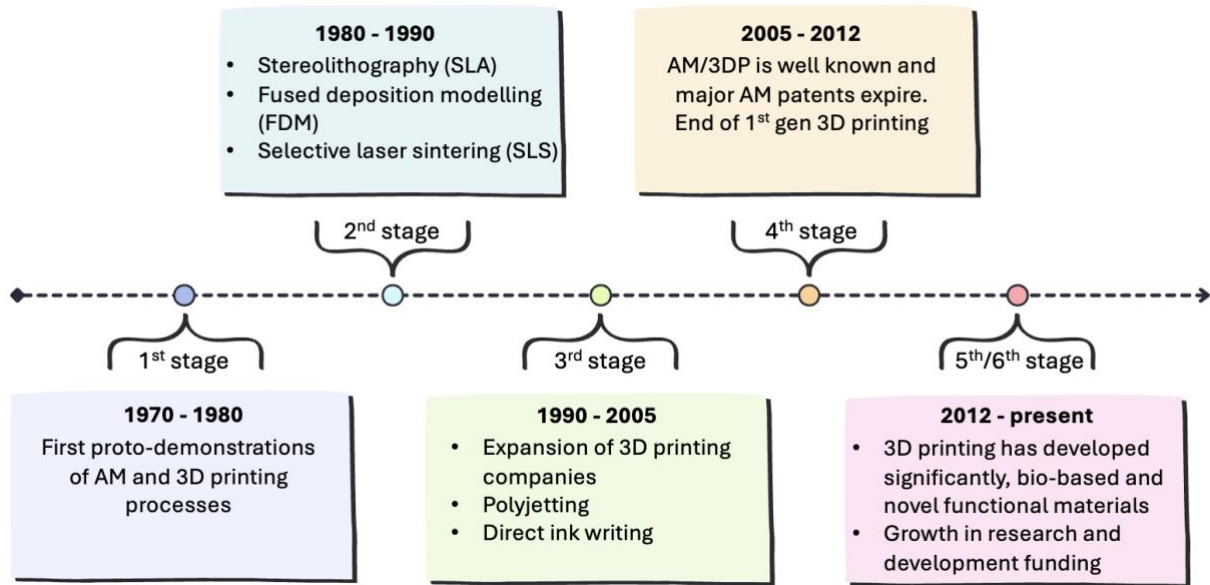 1980 - 1990
• Stereolithography (SLA)
• Fused deposition modelling
(FDM)
• Selective laser sintering (SLS)
2005 - 2012
AM/3DP is well known and
major AM patents expire.
End of 1st gen 3D printing
2nd stage
4th stage
1st stage
3rd stage
5th/6th stage
1970 - 1980
First proto-demonstrations
of AM and 3D printing
processes
1990 - 2005
• Expansion of 3D printing
companies
• Polyjetting
• Direct ink writing
2012 - present
• 3D printing has developed
significantly, bio-based and
novel functional materials
• Growth in research and
development funding